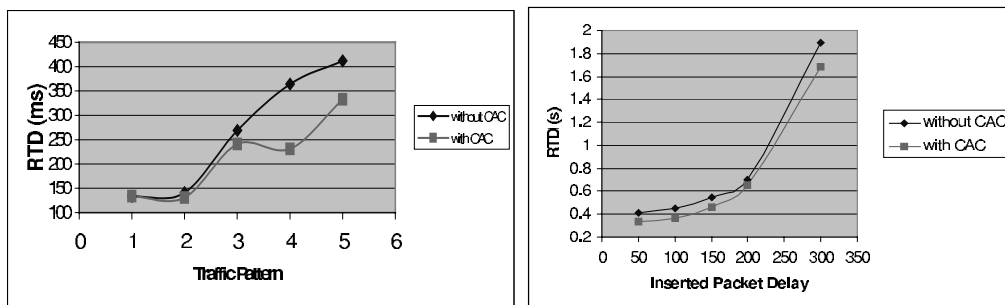 450
400
350
300
250
200
150
100
RTD (ms)
0 1 2 3 4 5 6
Traffic Pattern
without CAC
with CAC
2
1.8
1.6
1.4
1.2
1
0.8
0.6
0.4
0.2
RTD (s)
0 50 100 150 200 250 300 350
Inserted Packet Delay
without CAC
with CAC